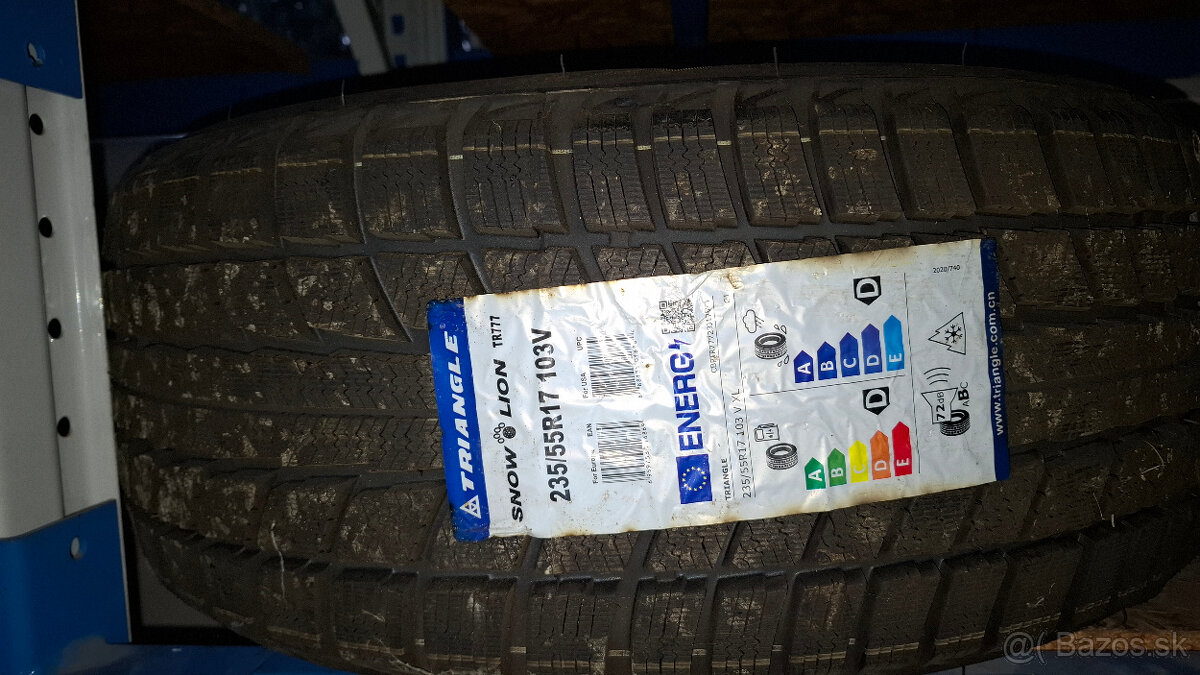 TRIANGLE
SNOW LION TR777
235/55R17 103V
For Europe EAN
For USA UPC
ENERG
TRIANGLE
235/55R17 103 V XL
C1
A
B
C
D
E
D
A
B
C
D
E
D
72dB
ABC
2020/740
www.triangle.com.cn
Bazos.sk